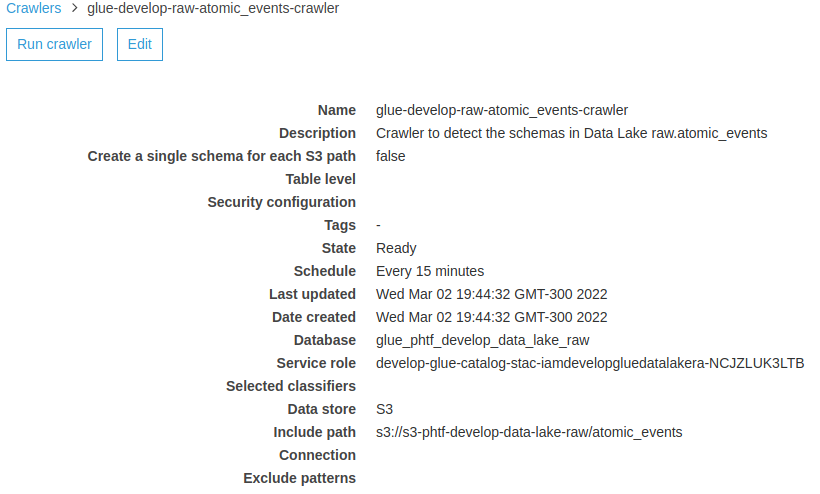 Crawlers > glue-develop-raw-atomic_events-crawler
Run crawler Edit
Name glue-develop-raw-atomic_events-crawler
Description Crawler to detect the schemas in Data Lake raw.atomic_events
Create a single schema for each S3 path false
Table level
Security configuration
Tags -
State Ready
Schedule Every 15 minutes
Last updated Wed Mar 02 19:44:32 GMT-300 2022
Date created Wed Mar 02 19:44:32 GMT-300 2022
Database glue_phtf_develop_data_lake_raw
Service role develop-glue-catalog-stac-iamdevelopgluedatalakera-NCJZLUK3LTB
Selected classifiers
Data store S3
Include path s3://s3-phtf-develop-data-lake-raw/atomic_events
Connection
Exclude patterns